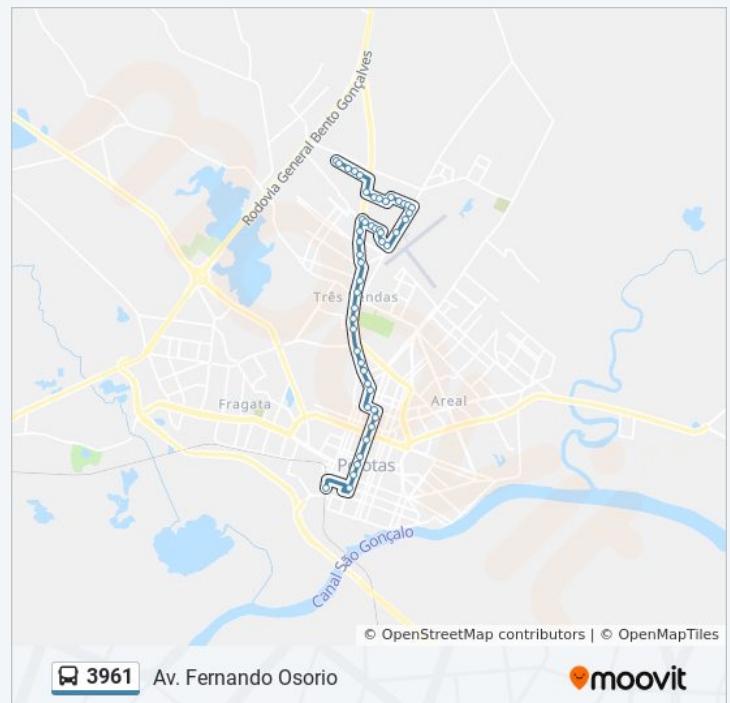 Rodovia General Bento Gonçalves
Três Vendas
Fragata
Areal
Pelotas
Canal São Gonçalo
© OpenStreetMap contributors | © OpenMapTiles
3961 Av. Fernando Osorio
moovit